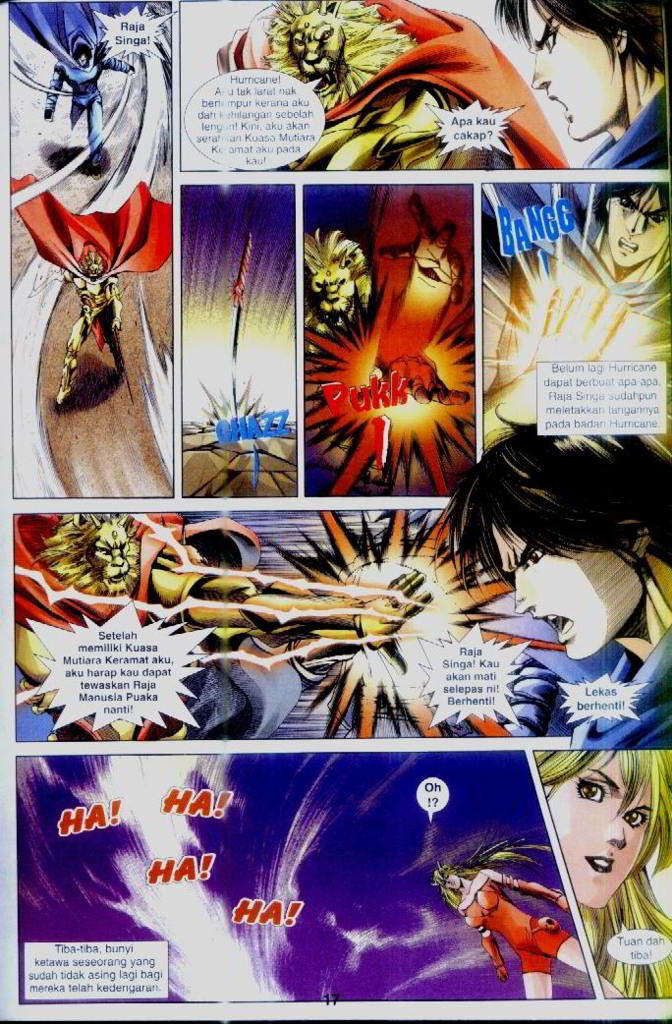 Raja
Singa!
Hurricane!
Aku tak larat nak
bertempur kerana aku
dah kehilangan sebelah
lengan! Kini, aku akan
serahkan Kuasa Mutiara
Keramat aku pada
kau!
Apa kau
cakap?
CHAZZ
!
PUKK
!
BANGG
!
Belum lagi Hurricane
dapat berbuat apa-apa,
Raja Singa sudahpun
meletakkan tangannya
pada badan Hurricane.
Setelah
memiliki Kuasa
Mutiara Keramat aku,
aku harap kau dapat
tewaskan Raja
Manusia Puaka
nanti!
Raja
Singa! Kau
akan mati
selepas ni!
Berhenti!
Lekas
berhenti!
HA!
HA!
HA!
HA!
Oh
!?
Tiba-tiba, bunyi
ketawa seseorang yang
sudah tidak asing lagi bagi
mereka telah kedengaran.
Tuan dah
tiba!
17